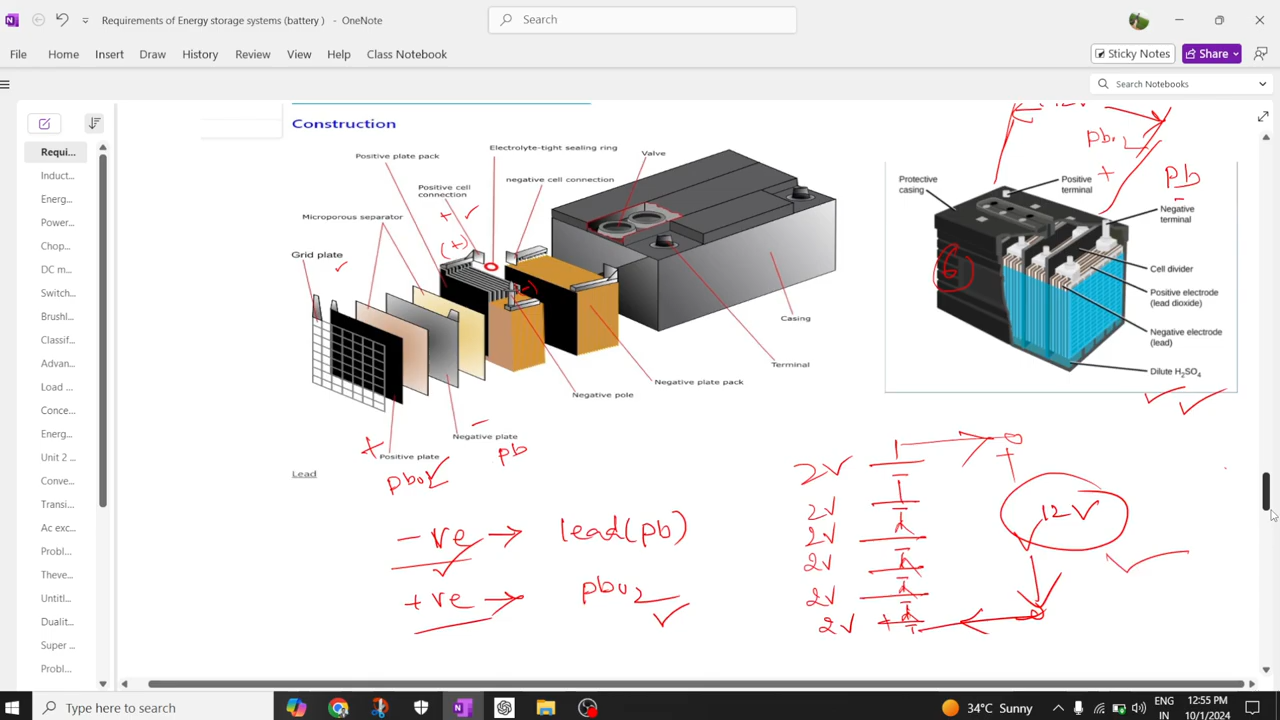 Requirements of Energy storage systems (battery ) - OneNote
Search
File Home Insert Draw History Review View Help Class Notebook
Sticky Notes
Share
Search Notebooks
Requi...
Induct...
Energ...
Power...
Chop...
DC m...
Switch...
Brushl...
Classif...
Advan...
Load ...
Conce...
Energ...
Unit 2 ...
Conve...
Transi...
Ac exc...
Probl...
Theve...
Untitl...
Dualit...
Super ...
Probl...
Construction
Electrolyte-tight sealing ring
Positive plate pack
Valve
negative cell connection
Positive cell
connection
Microporous separator
+
(+)
Grid plate
(-)
Casing
Terminal
Negative plate pack
Negative pole
Negative plate
Positive plate
-
pb
+
pbo2
Lead
12V
pbo2
+
pb
-
Protective
casing
Positive
terminal
Negative
terminal
6
Cell divider
Positive electrode
(lead dioxide)
Negative electrode
(lead)
Dilute H₂SO₄
-ve → lead(pb)
+ve → pbo2
2V
2V
2V
2V
2V
2V
+
+
12V
-
Type here to search
34°C Sunny
ENG
IN
12:55 PM
10/1/2024